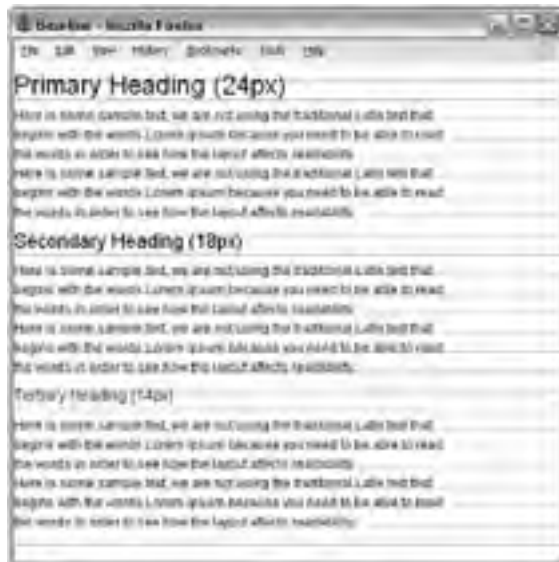 Baseline - Mozilla Firefox
File Edit View History Bookmarks Tools Help
Primary Heading (24px)
Here is some sample text, we are not using the traditional Latin text that
begins with the words Lorem ipsum because you need to be able to read
the words in order to see how the layout affects readability.
Here is some sample text, we are not using the traditional Latin text that
begins with the words Lorem ipsum because you need to be able to read
the words in order to see how the layout affects readability.
Secondary Heading (18px)
Here is some sample text, we are not using the traditional Latin text that
begins with the words Lorem ipsum because you need to be able to read
the words in order to see how the layout affects readability.
Here is some sample text, we are not using the traditional Latin text that
begins with the words Lorem ipsum because you need to be able to read
the words in order to see how the layout affects readability.
Tertiary Heading (14px)
Here is some sample text, we are not using the traditional Latin text that
begins with the words Lorem ipsum because you need to be able to read
the words in order to see how the layout affects readability.
Here is some sample text, we are not using the traditional Latin text that
begins with the words Lorem ipsum because you need to be able to read
the words in order to see how the layout affects readability.